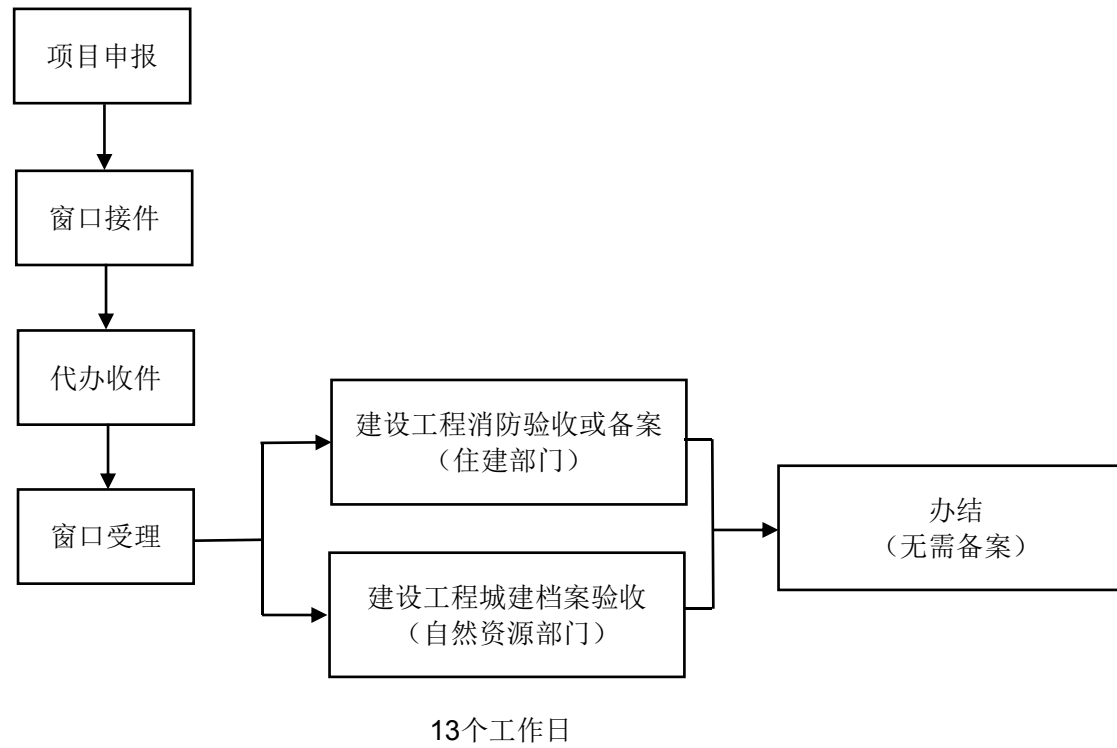 项目申报
窗口接件
代办收件
窗口受理
建设工程消防验收或备案
（住建部门）
建设工程城建档案验收
（自然资源部门）
办结
（无需备案）
13个工作日